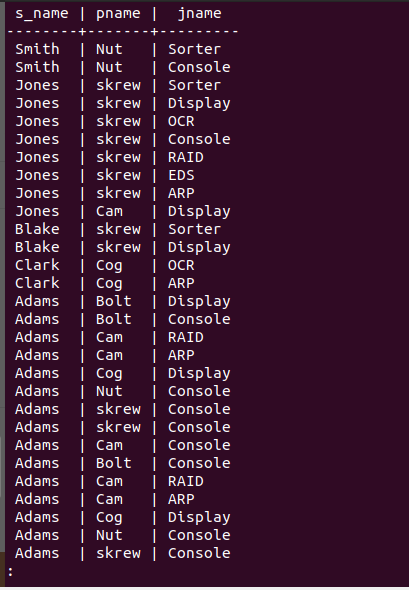 s_name | pname | jname
--------+-------+---------
Smith | Nut | Sorter
Smith | Nut | Console
Jones | skrew | Sorter
Jones | skrew | Display
Jones | skrew | OCR
Jones | skrew | Console
Jones | skrew | RAID
Jones | skrew | EDS
Jones | skrew | ARP
Jones | Cam | Display
Blake | skrew | Sorter
Blake | skrew | Display
Clark | Cog | OCR
Clark | Cog | ARP
Adams | Bolt | Display
Adams | Bolt | Console
Adams | Cam | RAID
Adams | Cam | ARP
Adams | Cog | Display
Adams | Nut | Console
Adams | skrew | Console
Adams | skrew | Console
Adams | Cam | Console
Adams | Bolt | Console
Adams | Cam | RAID
Adams | Cam | ARP
Adams | Cog | Display
Adams | Nut | Console
Adams | skrew | Console
: